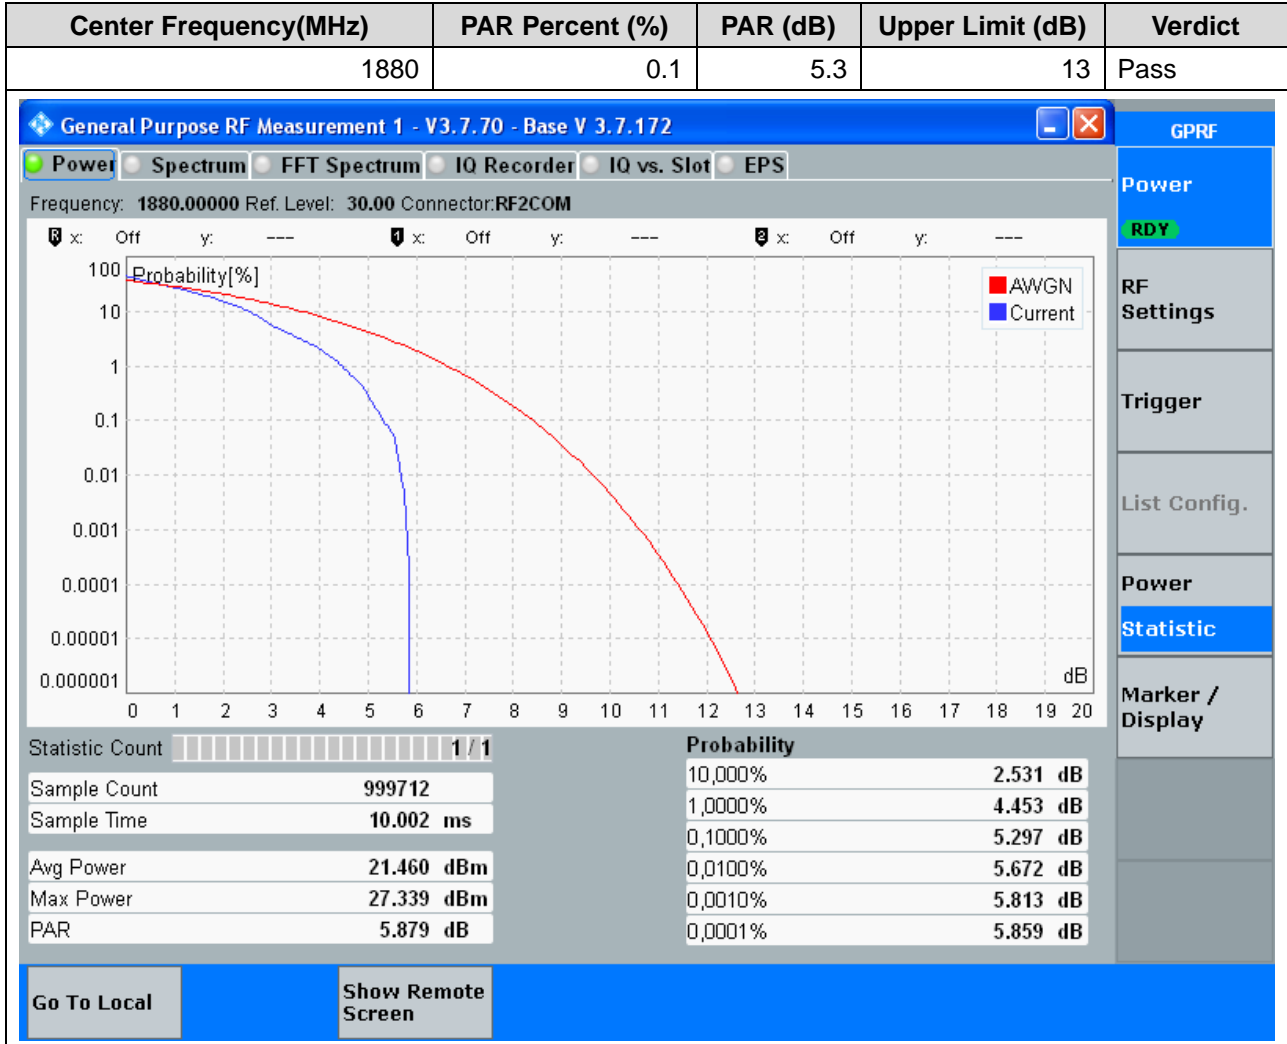 Center Frequency(MHz) PAR Percent (%) PAR (dB) Upper Limit (dB) Verdict
1880 0.1 5.3 13 Pass
General Purpose RF Measurement 1 - V3.7.70 - Base V 3.7.172
GPRF
Power Spectrum FFT Spectrum IQ Recorder IQ vs. Slot EPS
Power
RDY
Frequency: 1880.00000 Ref. Level: 30.00 Connector:RF2COM
R x: Off y: --- 1 x: Off y: --- 2 x: Off y: ---
Probability[%]
AWGN
Current
100
10
1
0.1
0.01
0.001
0.0001
0.00001
0.000001
dB
0 1 2 3 4 5 6 7 8 9 10 11 12 13 14 15 16 17 18 19 20
RF
Settings
Trigger
List Config.
Power
Statistic
Marker /
Display
Statistic Count 1 / 1
Sample Count 999712
Sample Time 10.002 ms
Avg Power 21.460 dBm
Max Power 27.339 dBm
PAR 5.879 dB
Probability
10,000% 2.531 dB
1,0000% 4.453 dB
0,1000% 5.297 dB
0,0100% 5.672 dB
0,0010% 5.813 dB
0,0001% 5.859 dB
Go To Local
Show Remote
Screen